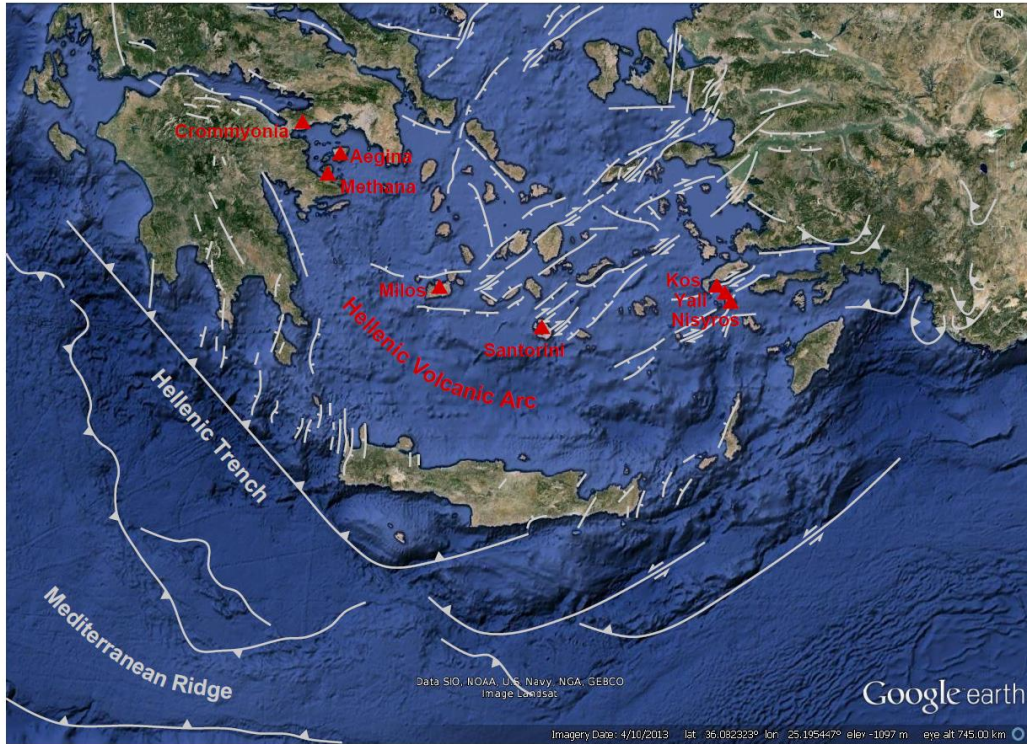 N
Crommyonia
Aegina
Methana
Milos
Kos
Yali
Nisyros
Santorini
Hellenic Volcanic Arc
Hellenic Trench
Mediterranean Ridge
Data SIO, NOAA, U.S. Navy, NGA, GEBCO
Image Landsat
Google earth
Imagery Date: 4/10/2013 lat 36.082323° lon 25.195447° elev -1097 m eye alt 745.00 km